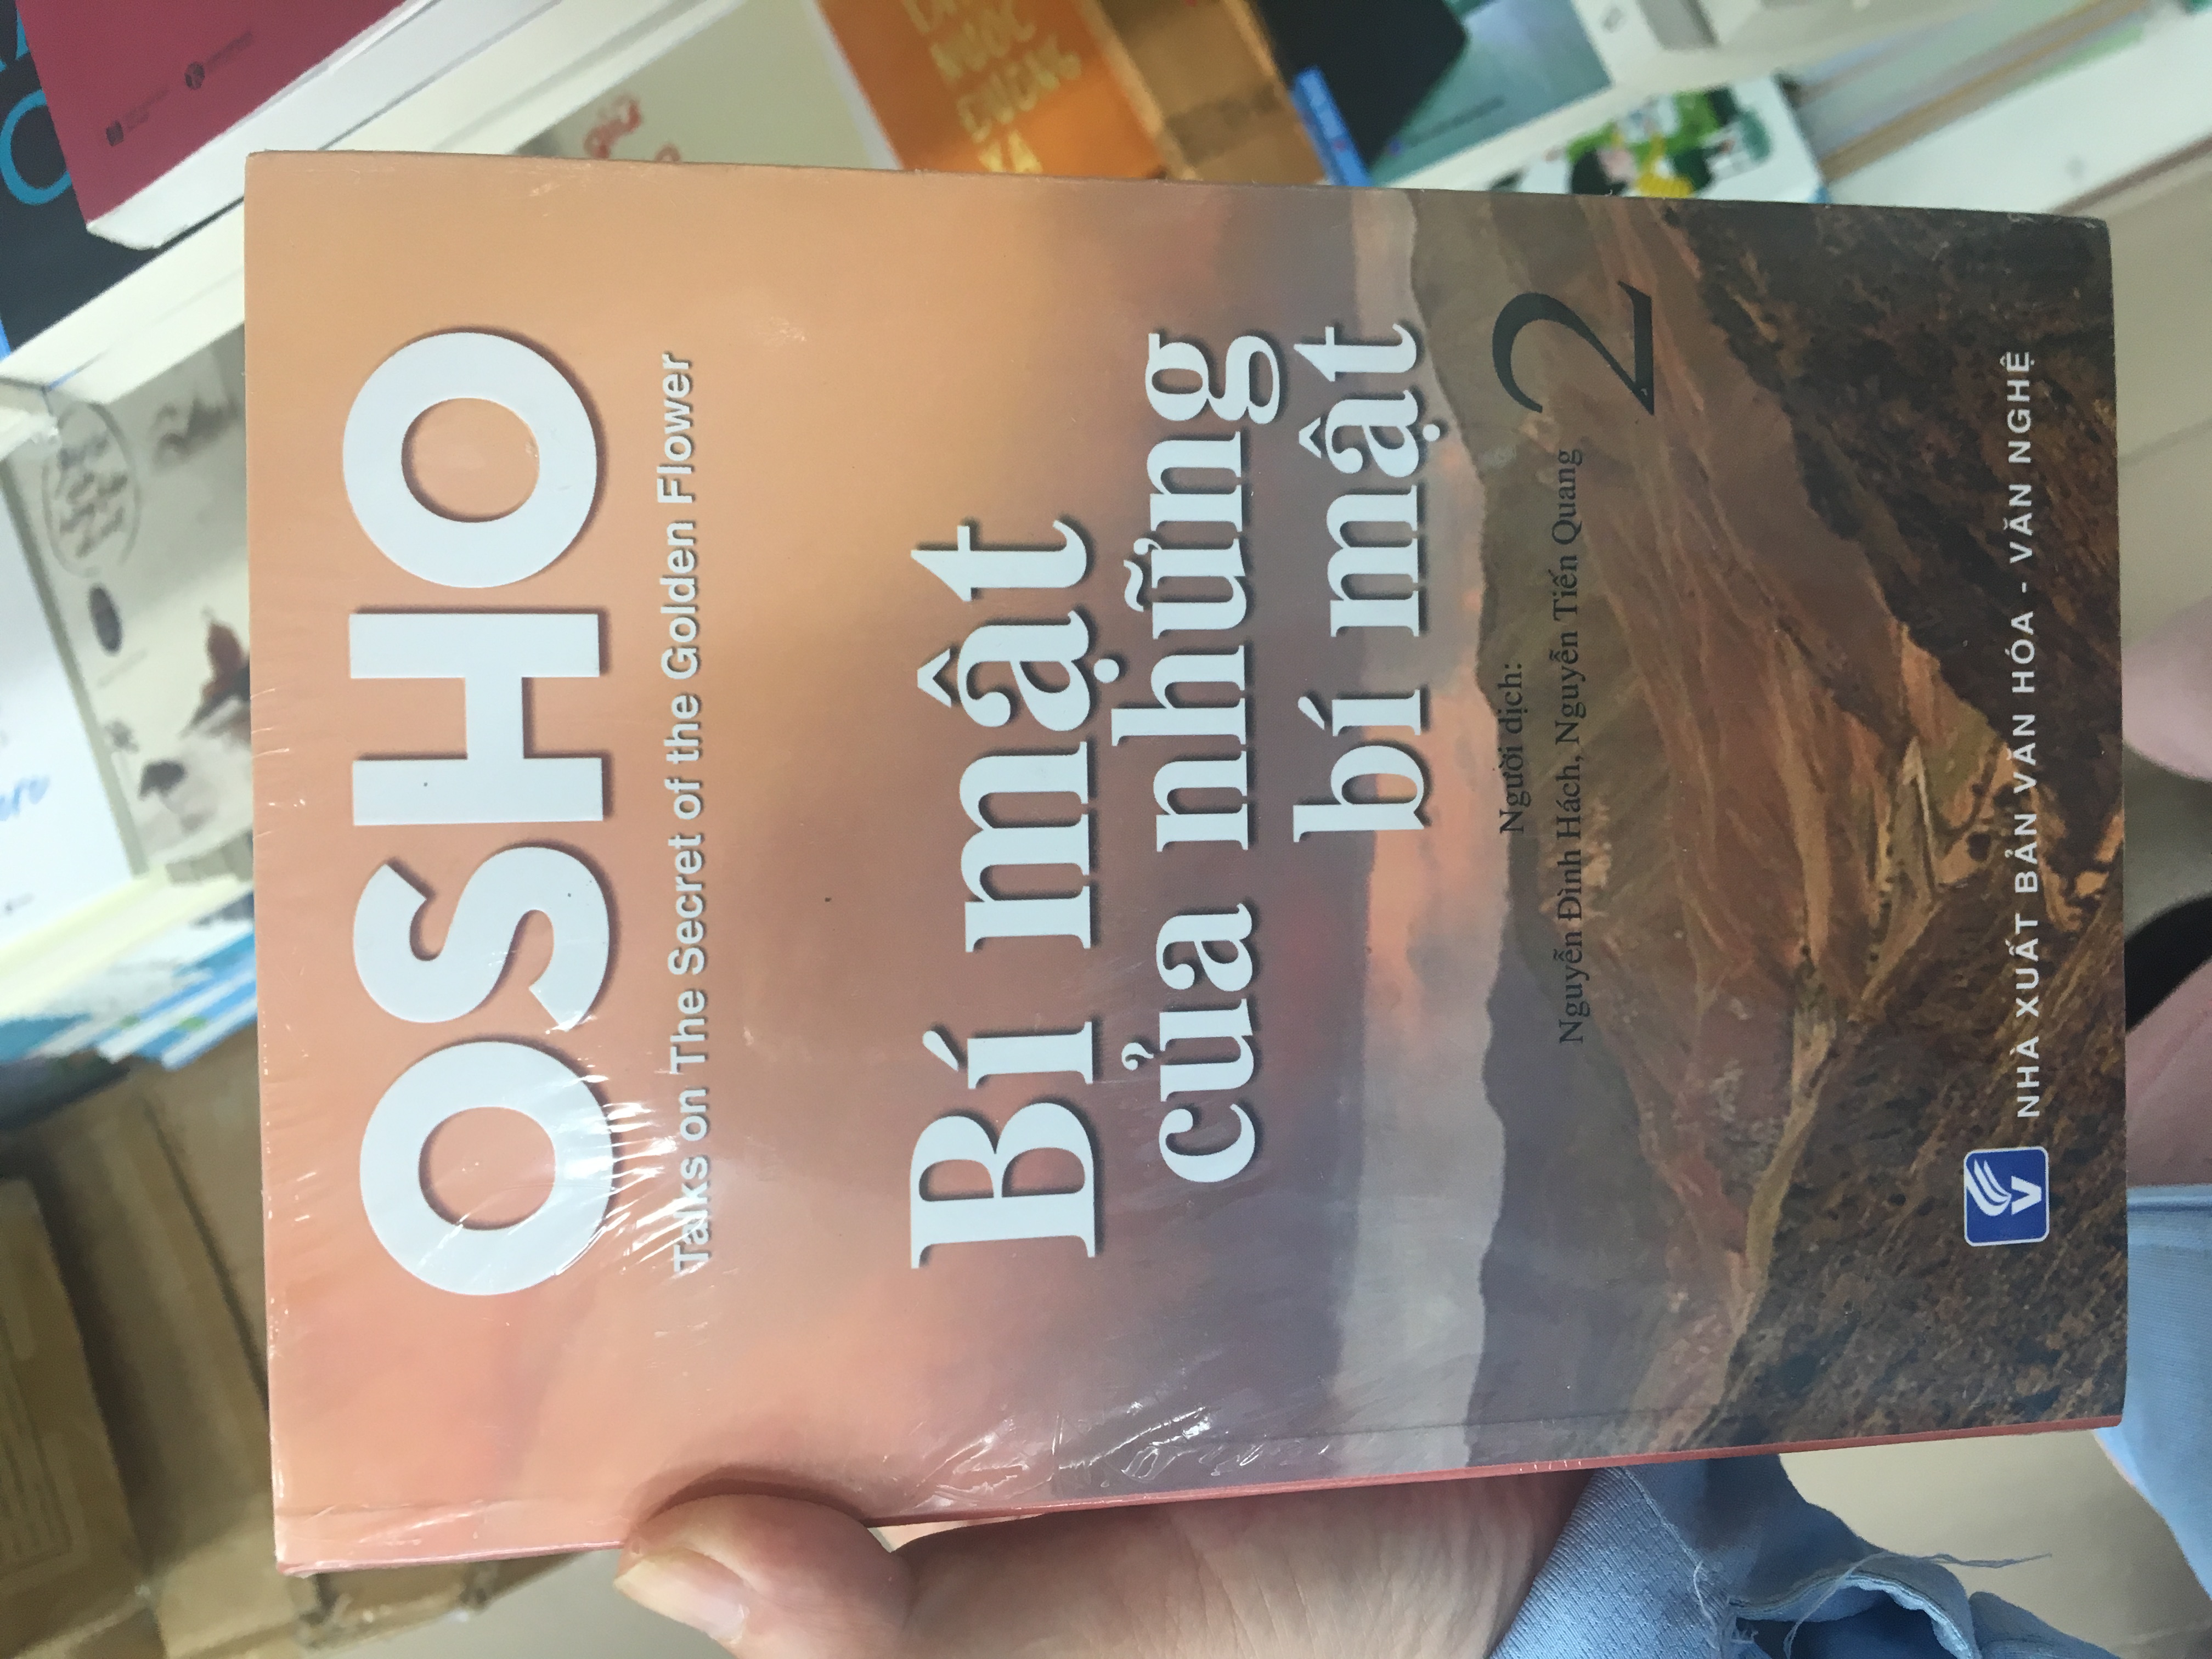 OSHO
Talks on The Secret of the Golden Flower
Bí mật
của những
bí mật
Người dịch:
Nguyễn Đình Hách, Nguyễn Tiến Quang
2
V
NHÀ XUẤT BẢN VĂN HÓA - VĂN NGHỆ